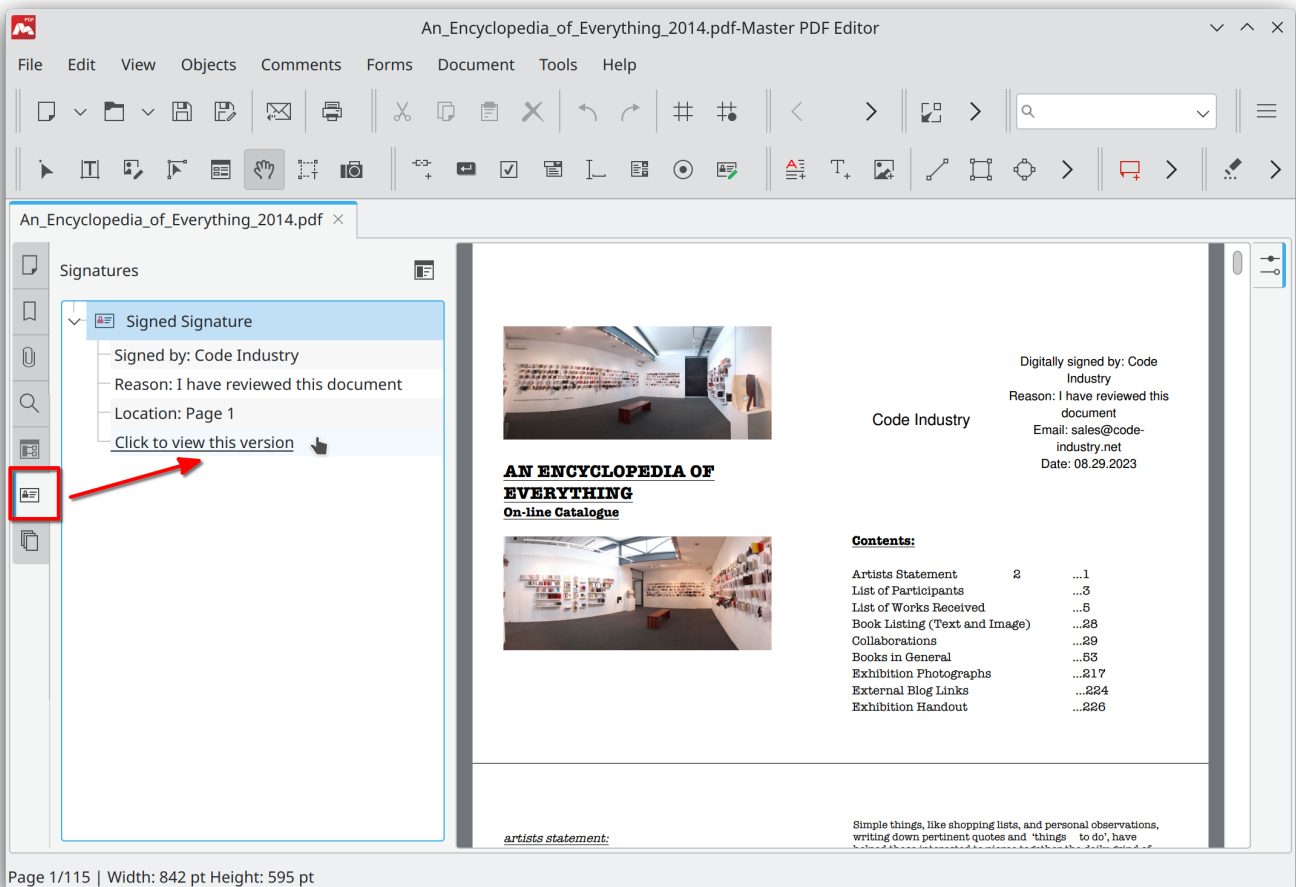 An_Encyclopedia_of_Everything_2014.pdf-Master PDF Editor
File Edit View Objects Comments Forms Document Tools Help
An_Encyclopedia_of_Everything_2014.pdf
Signatures
Signed Signature
Signed by: Code Industry
Reason: I have reviewed this document
Location: Page 1
Click to view this version
Code Industry
Digitally signed by: Code
Industry
Reason: I have reviewed this
document
Email: sales@code-
industry.net
Date: 08.29.2023
AN ENCYCLOPEDIA OF
EVERYTHING
On-line Catalogue
Contents:
Artists Statement 2 ...1
List of Participants ...3
List of Works Received ...5
Book Listing (Text and Image) ...28
Collaborations ...29
Books in General ...53
Exhibition Photographs ...217
External Blog Links ...224
Exhibition Handout ...226
artists statement:
Simple things, like shopping lists, and personal observations,
writing down pertinent quotes and 'things to do', have
Page 1/115 | Width: 842 pt Height: 595 pt